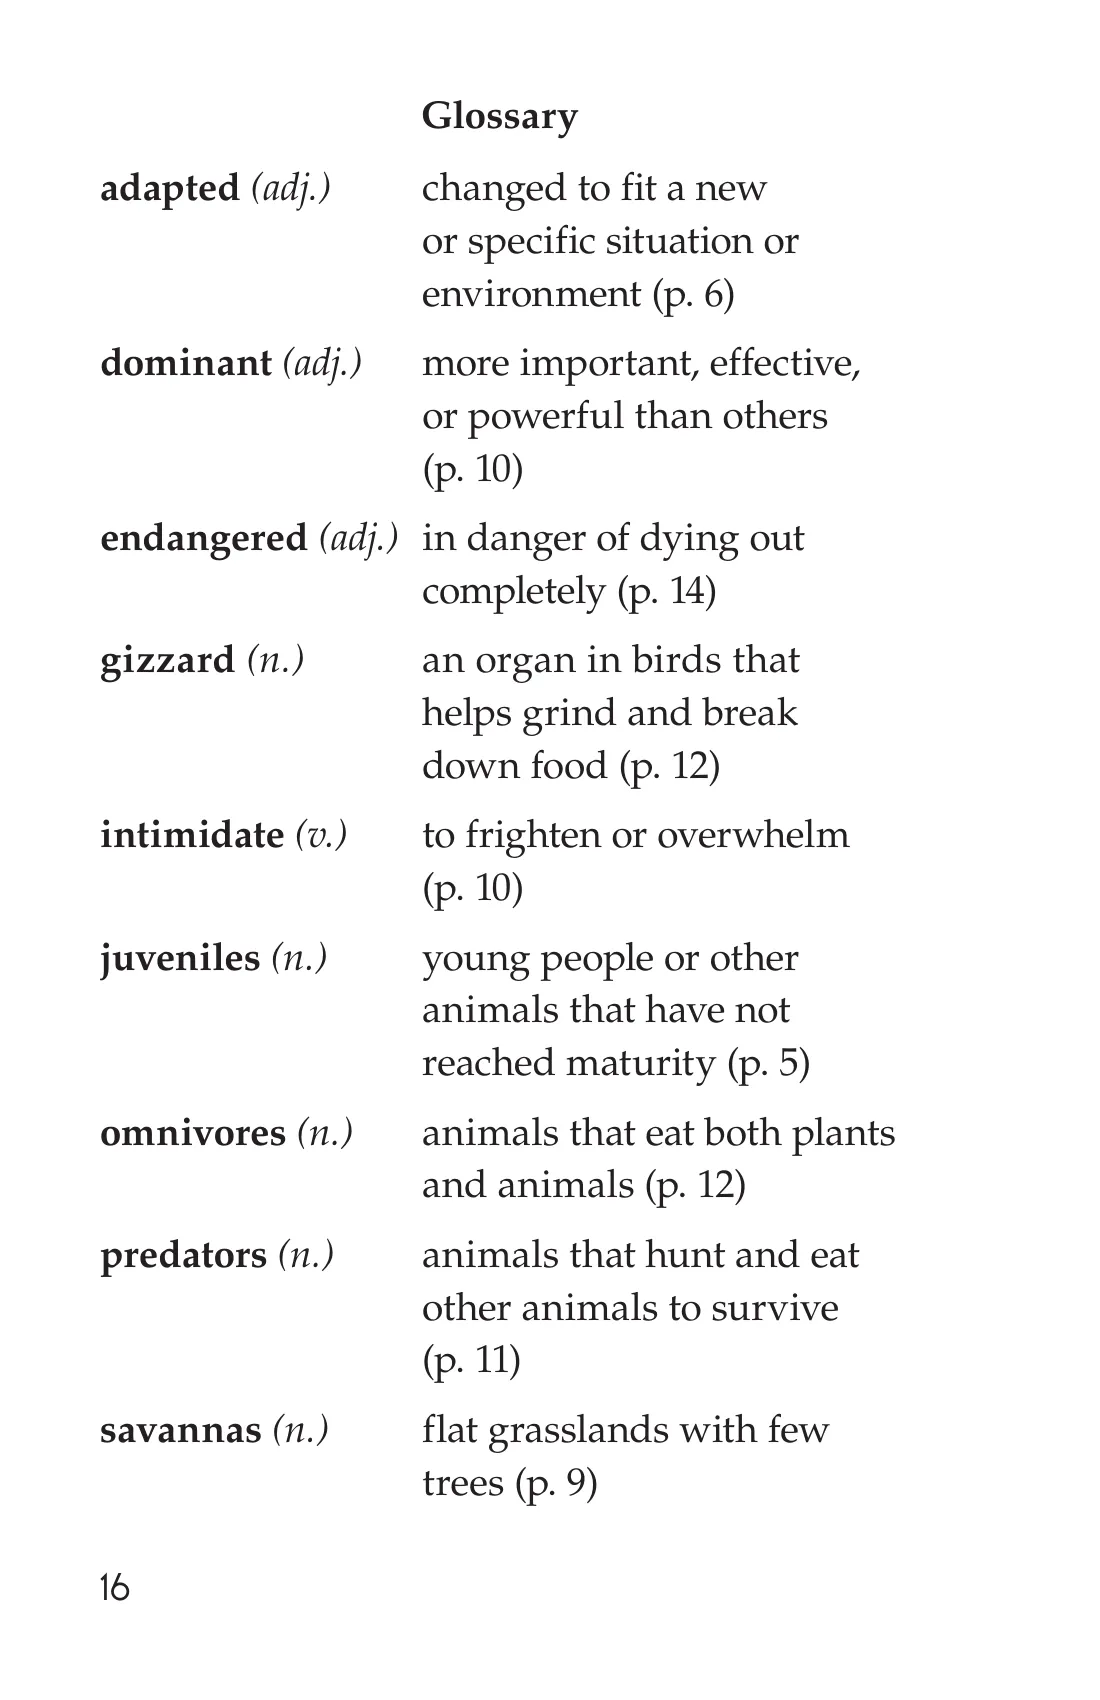 Glossary
adapted (adj.) changed to fit a new
or specific situation or
environment (p. 6)
dominant (adj.) more important, effective,
or powerful than others
(p. 10)
endangered (adj.) in danger of dying out
completely (p. 14)
gizzard (n.) an organ in birds that
helps grind and break
down food (p. 12)
intimidate (v.) to frighten or overwhelm
(p. 10)
juveniles (n.) young people or other
animals that have not
reached maturity (p. 5)
omnivores (n.) animals that eat both plants
and animals (p. 12)
predators (n.) animals that hunt and eat
other animals to survive
(p. 11)
savannas (n.) flat grasslands with few
trees (p. 9)
16